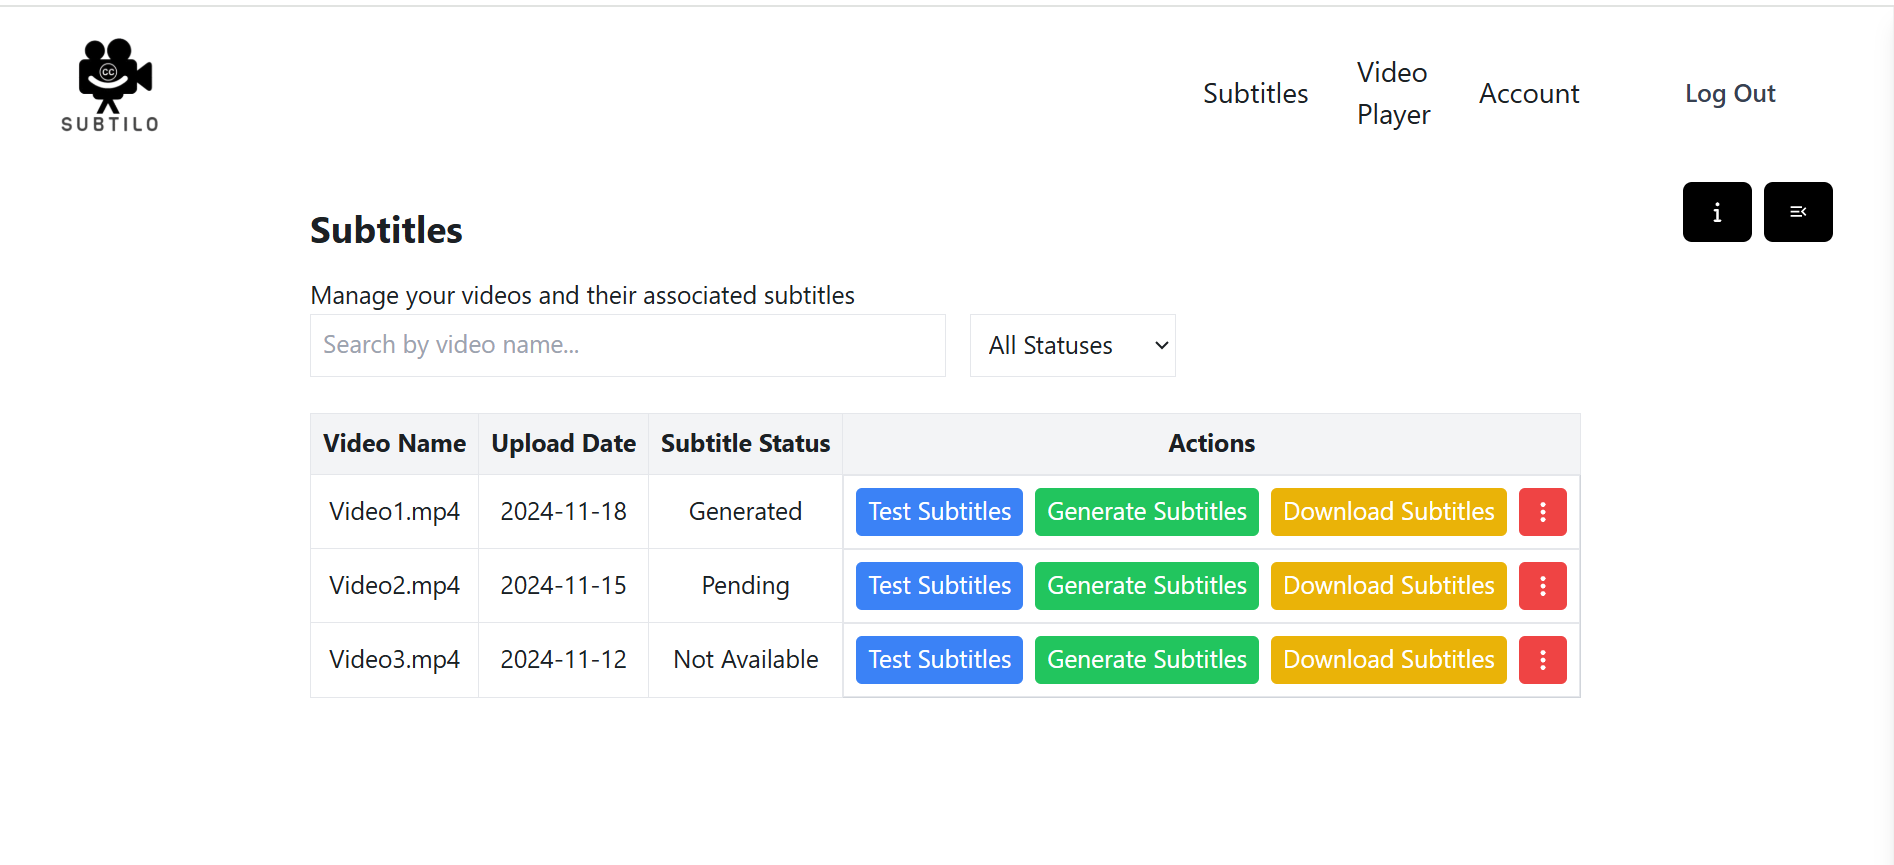 CC
SUBTILO
Subtitles
Video
Player
Account
Log Out
i
Subtitles
Manage your videos and their associated subtitles
Search by video name...
All Statuses
Video Name Upload Date Subtitle Status Actions
Video1.mp4 2024-11-18 Generated Test Subtitles Generate Subtitles Download Subtitles
Video2.mp4 2024-11-15 Pending Test Subtitles Generate Subtitles Download Subtitles
Video3.mp4 2024-11-12 Not Available Test Subtitles Generate Subtitles Download Subtitles